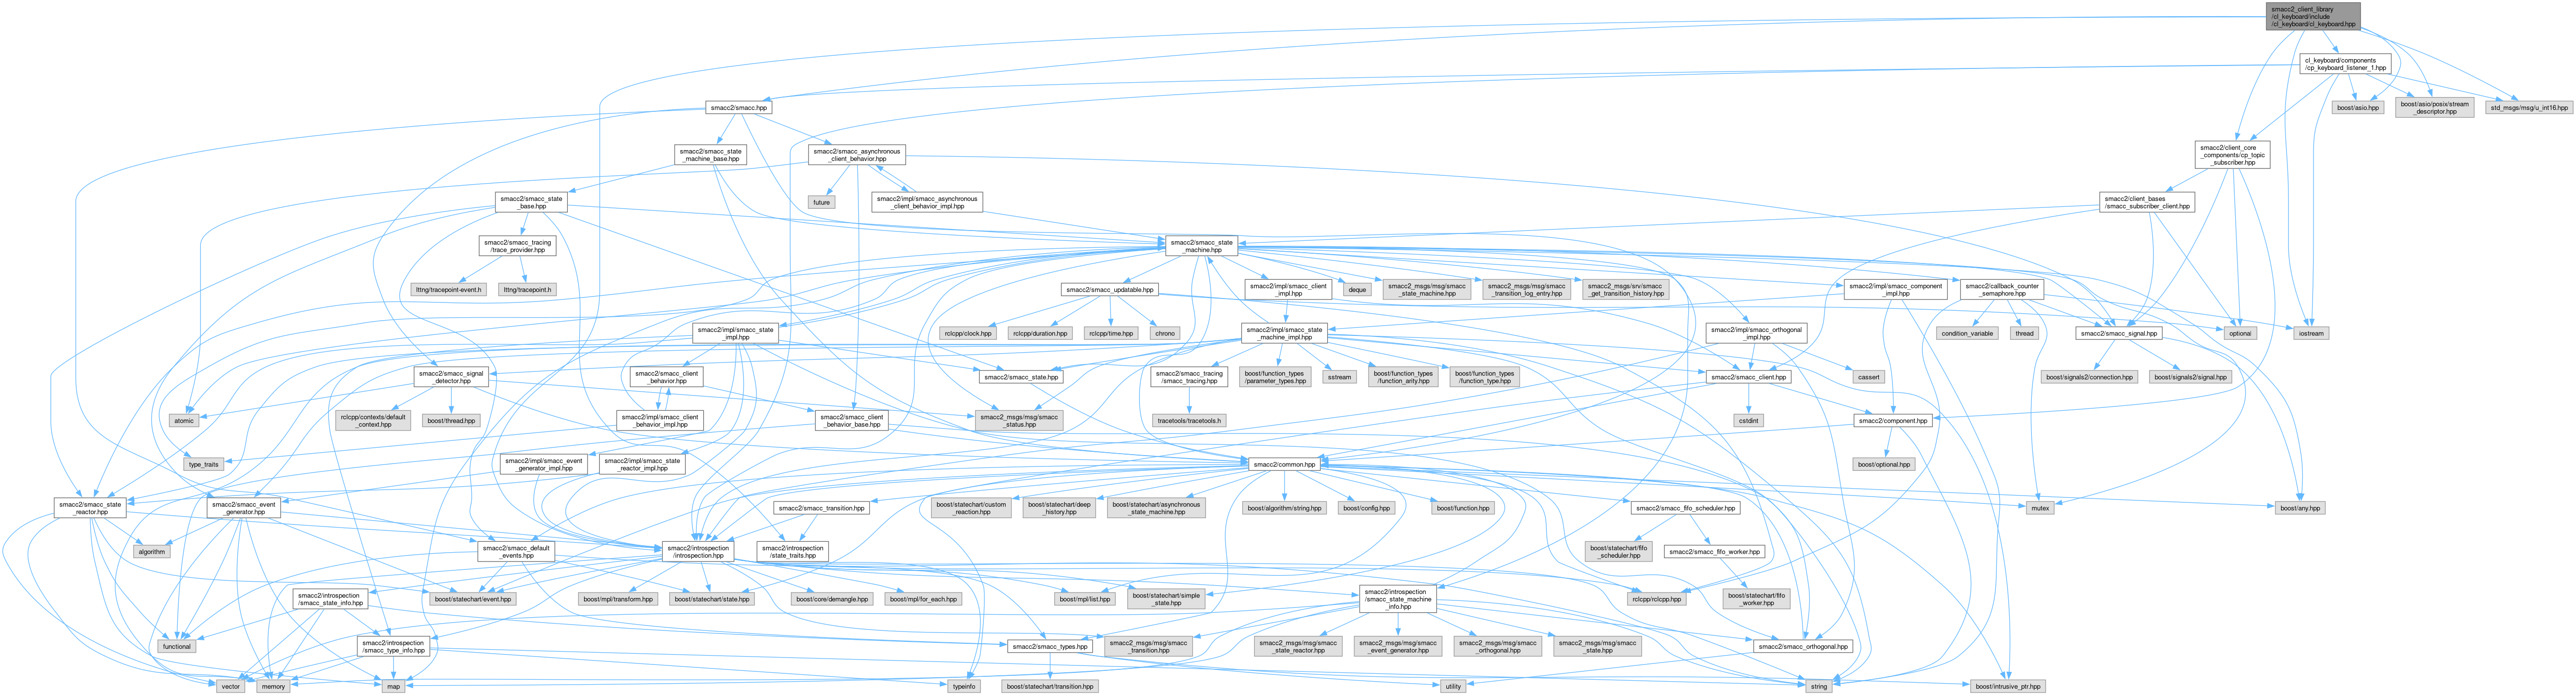 smacc2_client_library
/cl_keyboard/include
/cl_keyboard/cl_keyboard.hpp
cl_keyboard/components
/cp_keyboard_listener_1.hpp
smacc2/smacc.hpp
boost/asio.hpp
boost/asio/posix/stream
_descriptor.hpp
std_msgs/msg/u_int16.hpp
smacc2/smacc_state
_machine_base.hpp
smacc2/smacc_asynchronous
_client_behavior.hpp
smacc2/client_core
_components/cp_topic
_subscriber.hpp
smacc2/smacc_state
_base.hpp
future
smacc2/impl/smacc_asynchronous
_client_behavior_impl.hpp
smacc2/client_bases
/smacc_subscriber_client.hpp
smacc2/smacc_tracing
/trace_provider.hpp
smacc2/smacc_state
_machine.hpp
lttng/tracepoint-event.h
lttng/tracepoint.h
smacc2/smacc_updatable.hpp
smacc2/impl/smacc_client
_impl.hpp
deque
smacc2_msgs/msg/smacc
_state_machine.hpp
smacc2_msgs/msg/smacc
_transition_log_entry.hpp
smacc2_msgs/srv/smacc
_get_transition_history.hpp
smacc2/impl/smacc_component
_impl.hpp
smacc2/callback_counter
_semaphore.hpp
smacc2/impl/smacc_state
_impl.hpp
rclcpp/clock.hpp
rclcpp/duration.hpp
rclcpp/time.hpp
chrono
smacc2/impl/smacc_state
_machine_impl.hpp
smacc2/impl/smacc_orthogonal
_impl.hpp
condition_variable
thread
smacc2/smacc_signal.hpp
optional
iostream
smacc2/smacc_signal
_detector.hpp
smacc2/smacc_client
_behavior.hpp
smacc2/smacc_state.hpp
smacc2/smacc_tracing
/smacc_tracing.hpp
boost/function_types
/parameter_types.hpp
sstream
boost/function_types
/function_arity.hpp
boost/function_types
/function_type.hpp
smacc2/smacc_client.hpp
cassert
boost/signals2/connection.hpp
boost/signals2/signal.hpp
atomic
rclcpp/contexts/default
_context.hpp
boost/thread.hpp
smacc2/impl/smacc_client
_behavior_impl.hpp
smacc2/smacc_client
_behavior_base.hpp
smacc2_msgs/msg/smacc
_status.hpp
tracetools/tracetools.h
cstdint
smacc2/component.hpp
type_traits
smacc2/impl/smacc_event
_generator_impl.hpp
smacc2/impl/smacc_state
_reactor_impl.hpp
smacc2/common.hpp
boost/optional.hpp
smacc2/smacc_state
_reactor.hpp
smacc2/smacc_event
_generator.hpp
smacc2/smacc_transition.hpp
boost/statechart/custom
_reaction.hpp
boost/statechart/deep
_history.hpp
boost/statechart/asynchronous
_state_machine.hpp
boost/algorithm/string.hpp
boost/config.hpp
boost/function.hpp
smacc2/smacc_fifo_scheduler.hpp
mutex
boost/any.hpp
algorithm
smacc2/smacc_default
_events.hpp
smacc2/introspection
/introspection.hpp
smacc2/introspection
/state_traits.hpp
boost/statechart/fifo
_scheduler.hpp
smacc2/smacc_fifo_worker.hpp
smacc2/introspection
/smacc_state_info.hpp
boost/statechart/event.hpp
boost/mpl/transform.hpp
boost/statechart/state.hpp
boost/core/demangle.hpp
boost/mpl/for_each.hpp
boost/mpl/list.hpp
boost/statechart/simple
_state.hpp
smacc2/introspection
/smacc_state_machine
_info.hpp
rclcpp/rclcpp.hpp
boost/statechart/fifo
_worker.hpp
functional
smacc2/introspection
/smacc_type_info.hpp
smacc2/smacc_types.hpp
smacc2_msgs/msg/smacc
_transition.hpp
smacc2_msgs/msg/smacc
_state_reactor.hpp
smacc2_msgs/msg/smacc
_event_generator.hpp
smacc2_msgs/msg/smacc
_orthogonal.hpp
smacc2_msgs/msg/smacc
_state.hpp
smacc2/smacc_orthogonal.hpp
vector
memory
map
typeinfo
boost/statechart/transition.hpp
utility
string
boost/intrusive_ptr.hpp